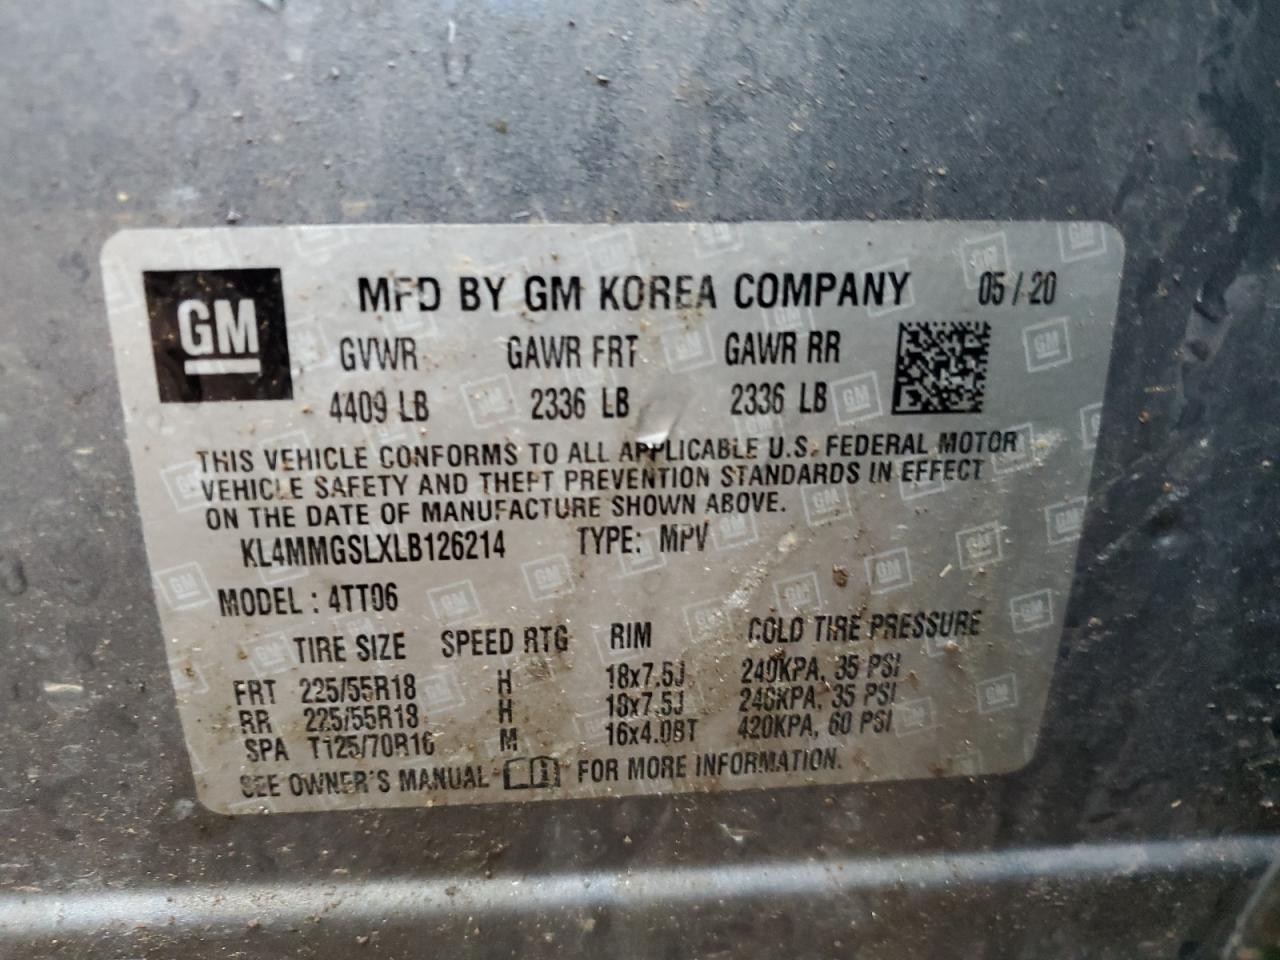 GM
MFD BY GM KOREA COMPANY 05 / 20
GVWR GAWR FRT GAWR RR
4409 LB 2336 LB 2336 LB
THIS VEHICLE CONFORMS TO ALL APPLICABLE U.S. FEDERAL MOTOR
VEHICLE SAFETY AND THEFT PREVENTION STANDARDS IN EFFECT
ON THE DATE OF MANUFACTURE SHOWN ABOVE.
KL4MMGSLXLB126214 TYPE: MPV
MODEL : 4TT06
TIRE SIZE SPEED RTG RIM COLD TIRE PRESSURE
FRT 225/55R18 H 18x7.5J 240KPA, 35 PSI
RR 225/55R18 H 18x7.5J 240KPA, 35 PSI
SPA T125/70R16 M 16x4.0BT 420KPA, 60 PSI
SEE OWNER'S MANUAL FOR MORE INFORMATION.